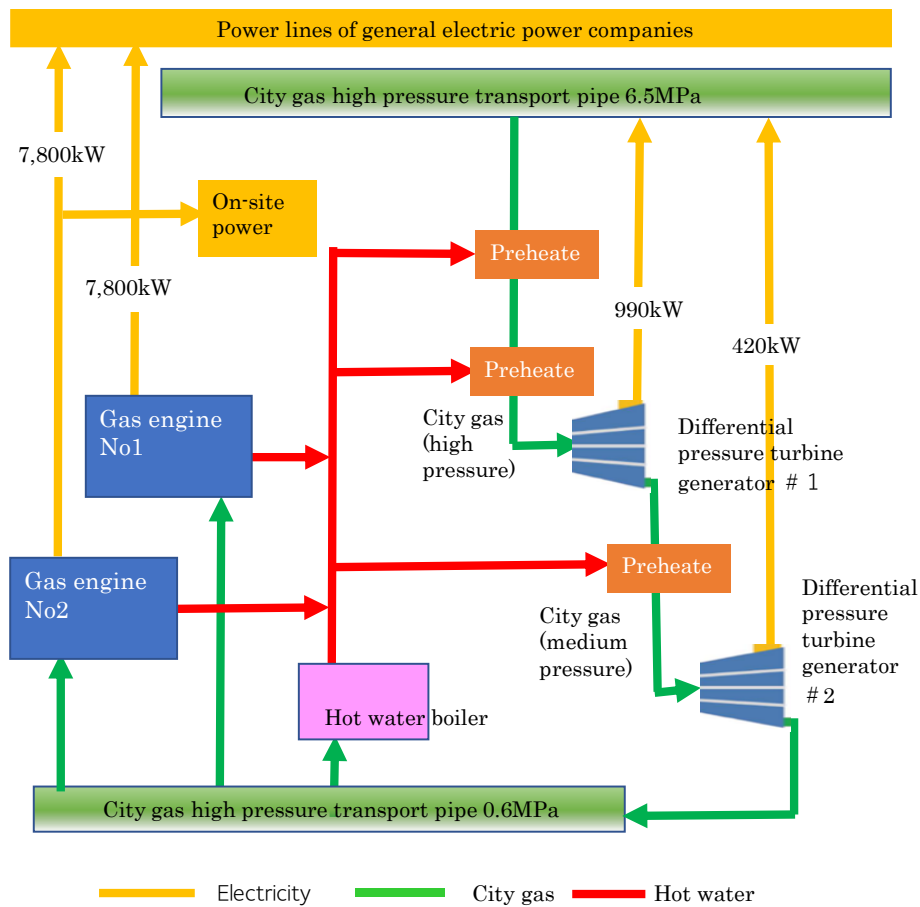 Power lines of general electric power companies
City gas high pressure transport pipe 6.5MPa
7,800kW
On-site
power
Preheate
7,800kW
990kW
420kW
Preheate
Gas engine
No1
City gas
(high
pressure)
Differential
pressure turbine
generator # 1
Preheate
Gas engine
No2
City gas
(medium
pressure)
Differential
pressure
turbine
generator
#2
Hot water boiler
City gas high pressure transport pipe 0.6MPa
Electricity
City gas
Hot water